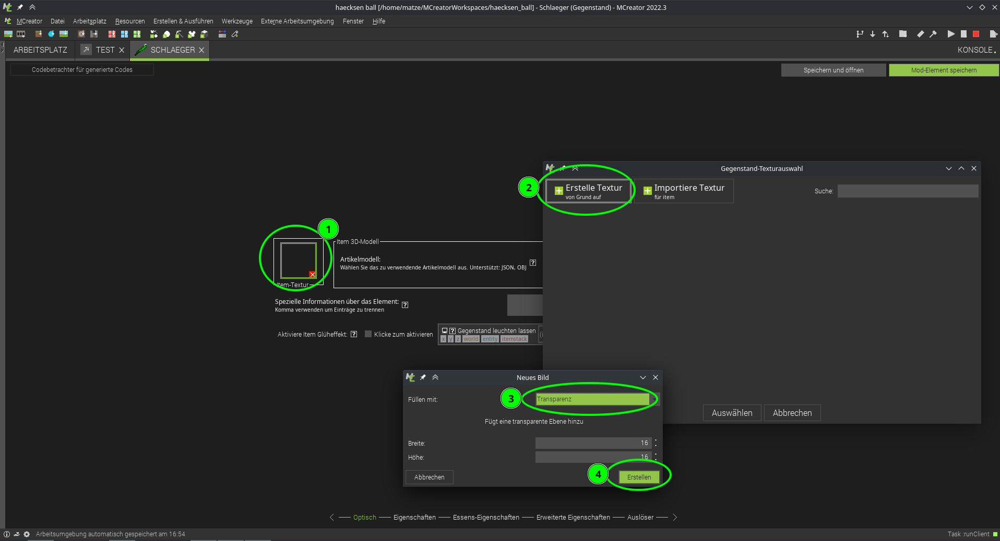 haecksen ball [/home/matze/MCreatorWorkspaces/haecksen_ball] - Schlaeger (Gegenstand) - MCreator 2022.3
MCreator Datei Arbeitsplatz Resourcen Erstellen & Ausführen Werkzeuge Externe Arbeitsumgebung Fenster Hilfe
ARBEITSPLATZ TEST SCHLAEGER KONSOLE
Codebetrachter für generierte Codes Speichern und öffnen Mod-Element speichern
Gegenstand-Texturauswahl
2 Erstelle Textur
von Grund auf
Importiere Textur
für item
Suche:
1
Item-Textur
Item 3D-Modell
Artikelmodell:
Wählen Sie das zu verwendende Artikelmodell aus. Unterstützt: JSON, OBJ
?
Spezielle Informationen über das Element:
Komma verwenden um Einträge zu trennen
?
Aktiviere Item Glüheffekt: ? Klicke zum aktivieren
? Gegenstand leuchten lassen
x y z world entity itemstack
Auswählen Abbrechen
Neues Bild
Füllen mit: 3 Transparenz
Fügt eine transparente Ebene hinzu
Breite: 16
Höhe: 16
Abbrechen 4 Erstellen
Optisch Eigenschaften Essens-Eigenschaften Erweiterte Eigenschaften Auslöser
Arbeitsumgebung automatisch gespeichert am 16:54 Task :runClient